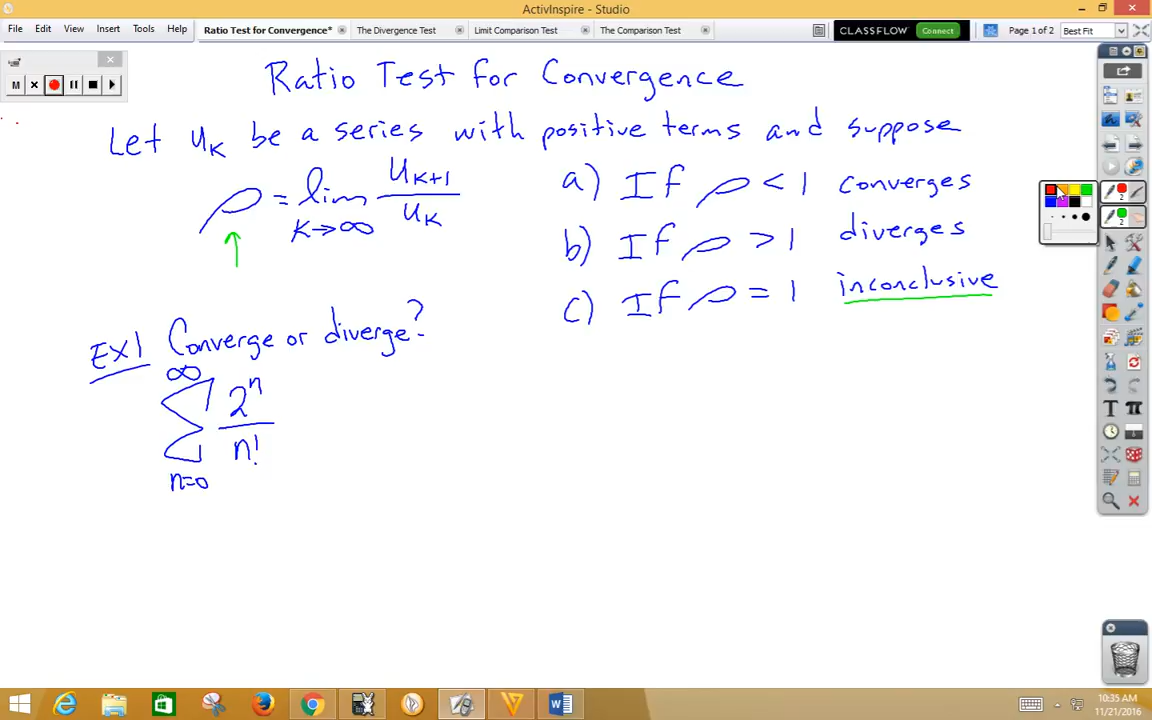 ActivInspire - Studio
File Edit View Insert Tools Help
Ratio Test for Convergence* The Divergence Test Limit Comparison Test The Comparison Test
CLASSFLOW Connect
Page 1 of 2 Best Fit
M
Ratio Test for Convergence
Let uK be a series with positive terms and suppose
ρ = lim K→∞ uK+1 / uK
a) If ρ < 1 converges
b) If ρ > 1 diverges
c) If ρ = 1 inconclusive
EX1 Converge or diverge?
∞
∑ 2^n / n!
n=0
2
2
10:35 AM
11/21/2016